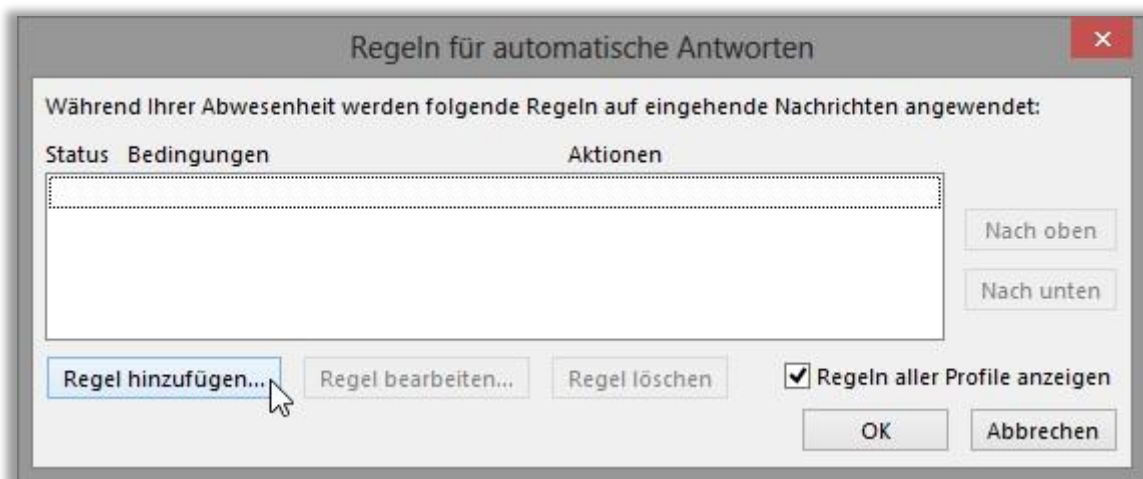 Regeln für automatische Antworten
Während Ihrer Abwesenheit werden folgende Regeln auf eingehende Nachrichten angewendet:
Status Bedingungen Aktionen
Nach oben
Nach unten
Regel hinzufügen... Regel bearbeiten... Regel löschen Regeln aller Profile anzeigen
OK Abbrechen